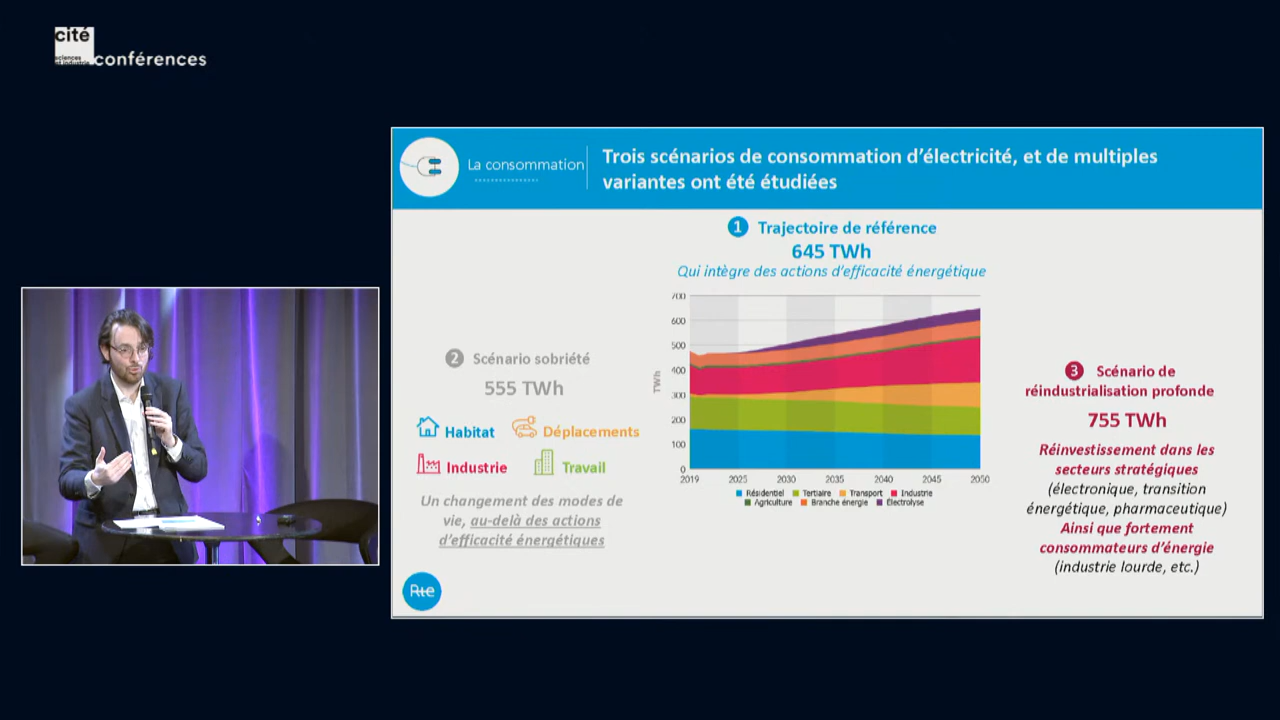 cité
sciences
et industrie
conférences
La consommation
Trois scénarios de consommation d'électricité, et de multiples
variantes ont été étudiées
1 Trajectoire de référence
645 TWh
Qui intègre des actions d'efficacité énergétique
2 Scénario sobriété
555 TWh
Habitat
Déplacements
Industrie
Travail
Un changement des modes de
vie, au-delà des actions
d'efficacité énergétiques
TWh
700
600
500
400
300
200
100
0
2019 2025 2030 2035 2040 2045 2050
Résidentiel Tertiaire Transport Industrie
Agriculture Branche énergie Électrolyse
3 Scénario de
réindustrialisation profonde
755 TWh
Réinvestissement dans les
secteurs stratégiques
(électronique, transition
énergétique, pharmaceutique)
Ainsi que fortement
consommateurs d'énergie
(industrie lourde, etc.)
Rte